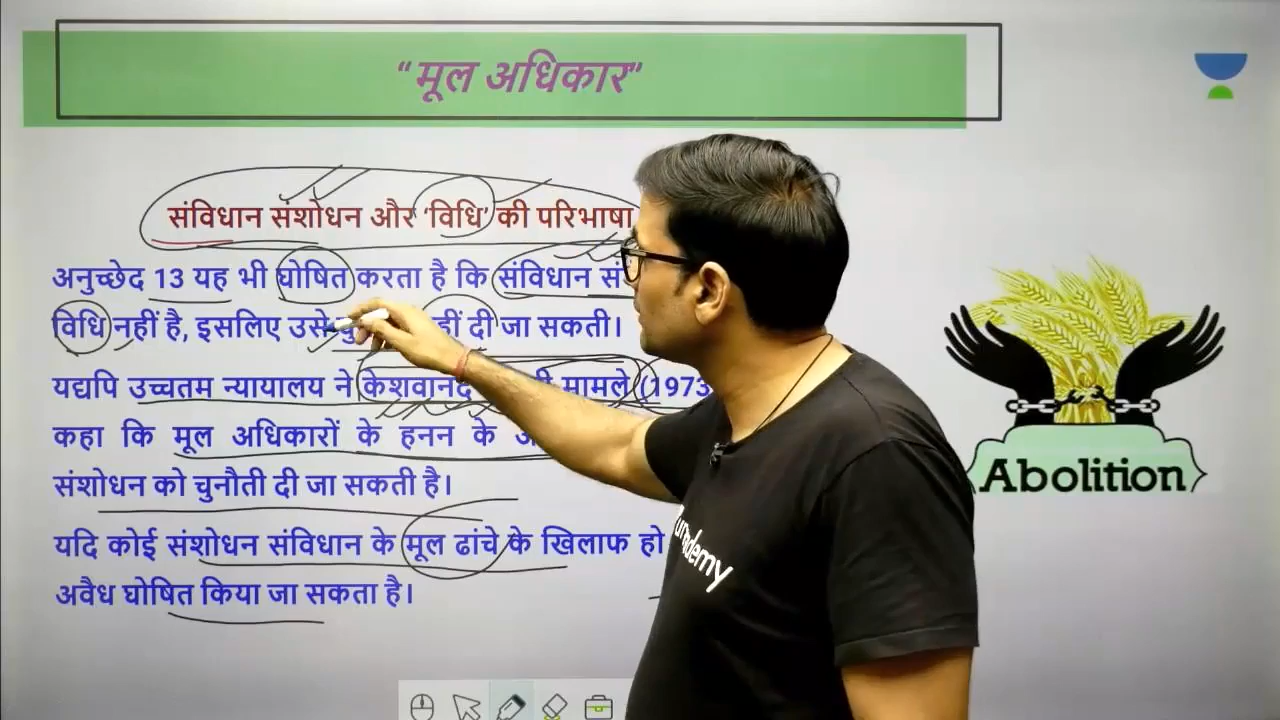 “मूल अधिकार”
संविधान संशोधन और ‘विधि’ की परिभाषा
अनुच्छेद 13 यह भी घोषित करता है कि संविधान
विधि नहीं है, इसलिए उसे दी जा सकती।
यद्यपि उच्चतम न्यायालय ने केशवानंद मामले (1973
कहा कि मूल अधिकारों के हनन के
संशोधन को चुनौती दी जा सकती है।
यदि कोई संशोधन संविधान के मूल ढांचे के खिलाफ हो
अवैध घोषित किया जा सकता है।
Abolition